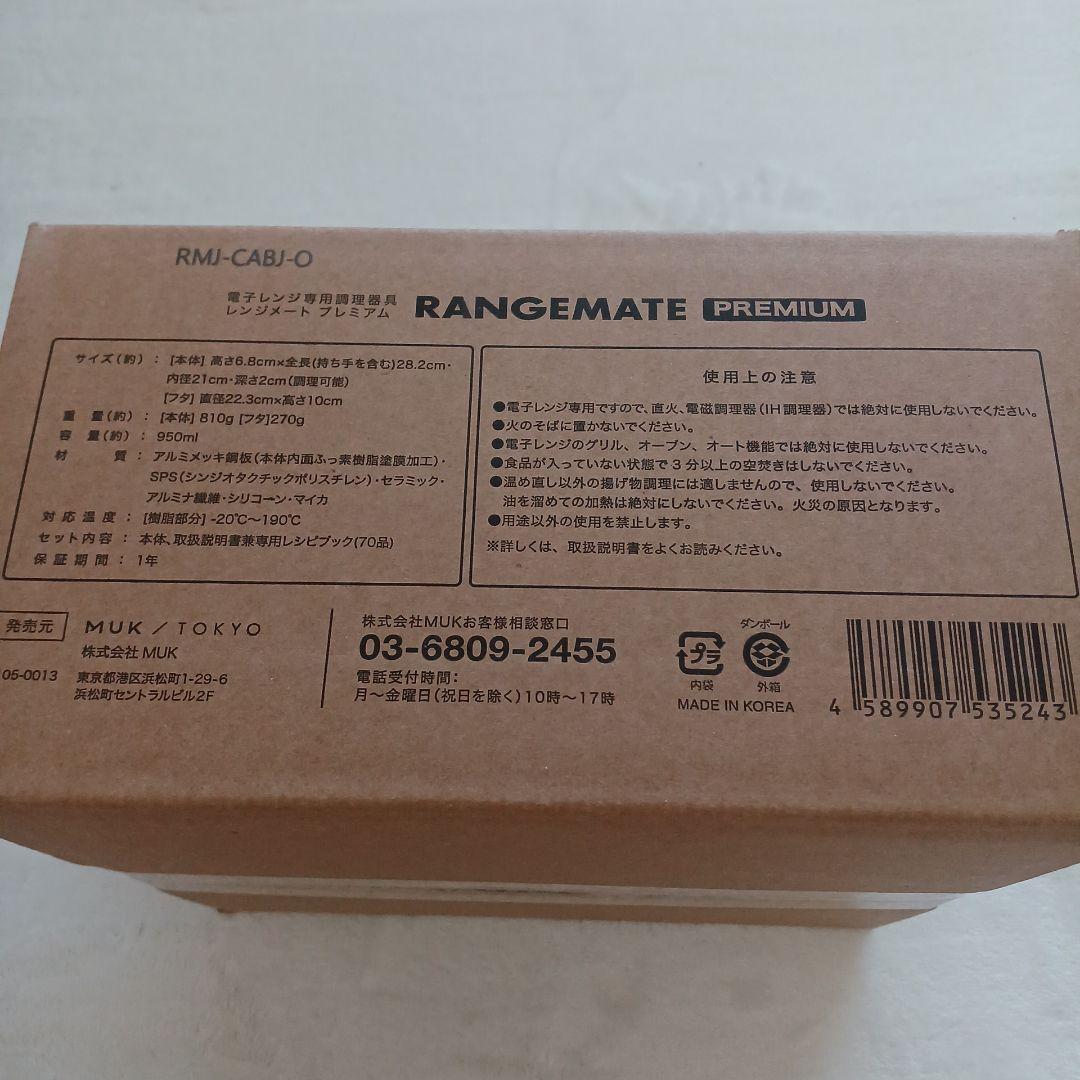 RMJ-CABJ-O
電子レンジ専用調理器具
レンジメート プレミアム
RANGEMATE PREMIUM
サイズ(約) : [本体] 高さ6.8cm×全長(持ち手を含む)28.2cm・
内径21cm・深さ2cm(調理可能)
[フタ] 直径22.3cm×高さ10cm
重量(約) : [本体] 810g [フタ]270g
容量(約) : 950ml
材質 : アルミメッキ鋼板(本体内面ふっ素樹脂塗膜加工)・
SPS(シンジオタクチックポリスチレン)・セラミック・
アルミナ繊維・シリコーン・マイカ
対応温度 : [樹脂部分] -20℃〜190℃
セット内容 : 本体、取扱説明書兼専用レシピブック(70品)
保証期間 : 1年
使用上の注意
●電子レンジ専用ですので、直火、電磁調理器(IH調理器)では絶対に使用しないでください。
●火のそばに置かないでください。
●電子レンジのグリル、オーブン、オート機能では絶対に使用しないでください。
●食品が入っていない状態で3分以上の空焚きはしないでください。
●温め直し以外の揚げ物調理には適しませんので、使用しないでください。
油を溜めての加熱は絶対にしないでください。火災の原因となります。
●用途以外の使用を禁止します。
※詳しくは、取扱説明書をよくお読みください。
発売元
MUK / TOKYO
株式会社 MUK
05-0013 東京都港区浜松町1-29-6
浜松町セントラルビル2F
株式会社MUKお客様相談窓口
03-6809-2455
電話受付時間:
月〜金曜日(祝日を除く)10時〜17時
プラ
内袋
ダンボール
外箱
MADE IN KOREA
4 589907 535243